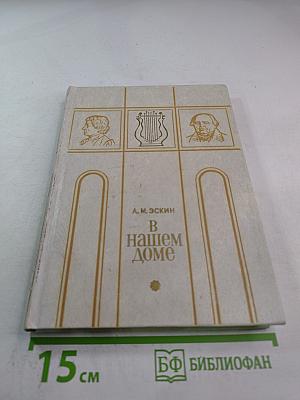 А. М. ЭСКИН
В
НАШЕМ
ДОМЕ
15 см
БФ БИБЛИОФАН